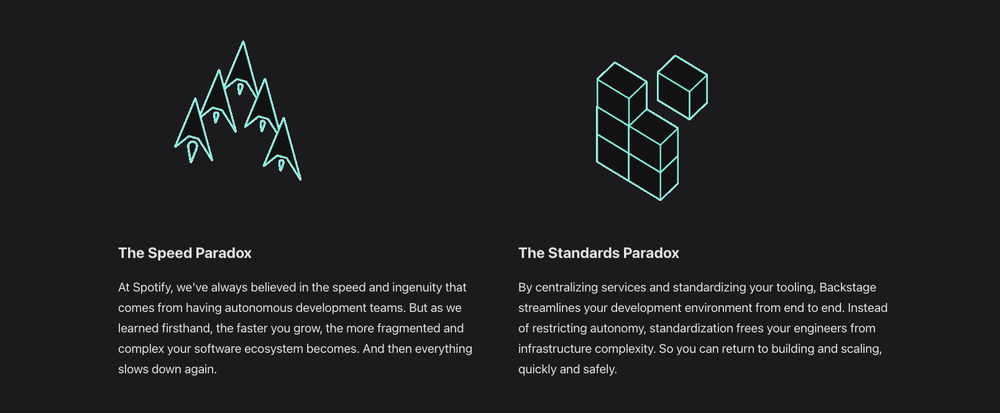 The Speed Paradox
At Spotify, we've always believed in the speed and ingenuity that
comes from having autonomous development teams. But as we
learned firsthand, the faster you grow, the more fragmented and
complex your software ecosystem becomes. And then everything
slows down again.
The Standards Paradox
By centralizing services and standardizing your tooling, Backstage
streamlines your development environment from end to end. Instead
of restricting autonomy, standardization frees your engineers from
infrastructure complexity. So you can return to building and scaling,
quickly and safely.